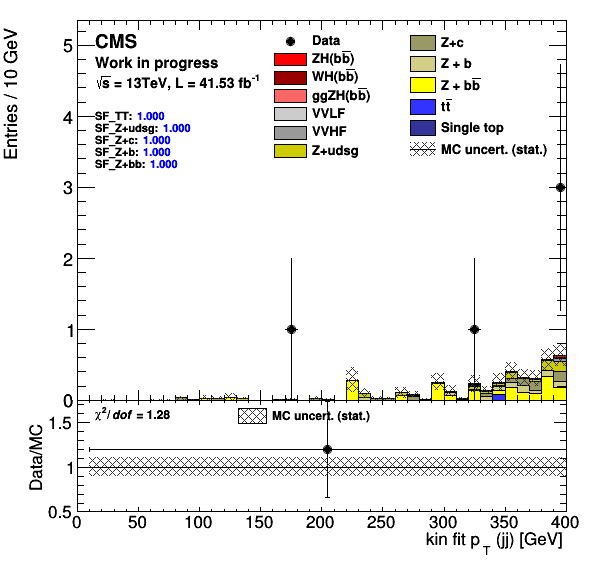 CMS
Work in progress
√s = 13TeV, L = 41.53 fb⁻¹
SF_TT: 1.000
SF_Z+udsg: 1.000
SF_Z+c: 1.000
SF_Z+b: 1.000
SF_Z+bb: 1.000
Data
ZH(bb̅)
WH(bb̅)
ggZH(bb̅)
VVLF
VVHF
Z+udsg
Z+c
Z + b
Z + bb̅
tt̅
Single top
MC uncert. (stat.)
Entries / 10 GeV
5
4
3
2
1
0
χ²/dof = 1.28
MC uncert. (stat.)
Data/MC
1.5
1
0.5
0 50 100 150 200 250 300 350 400
kin fit p_T (jj) [GeV]